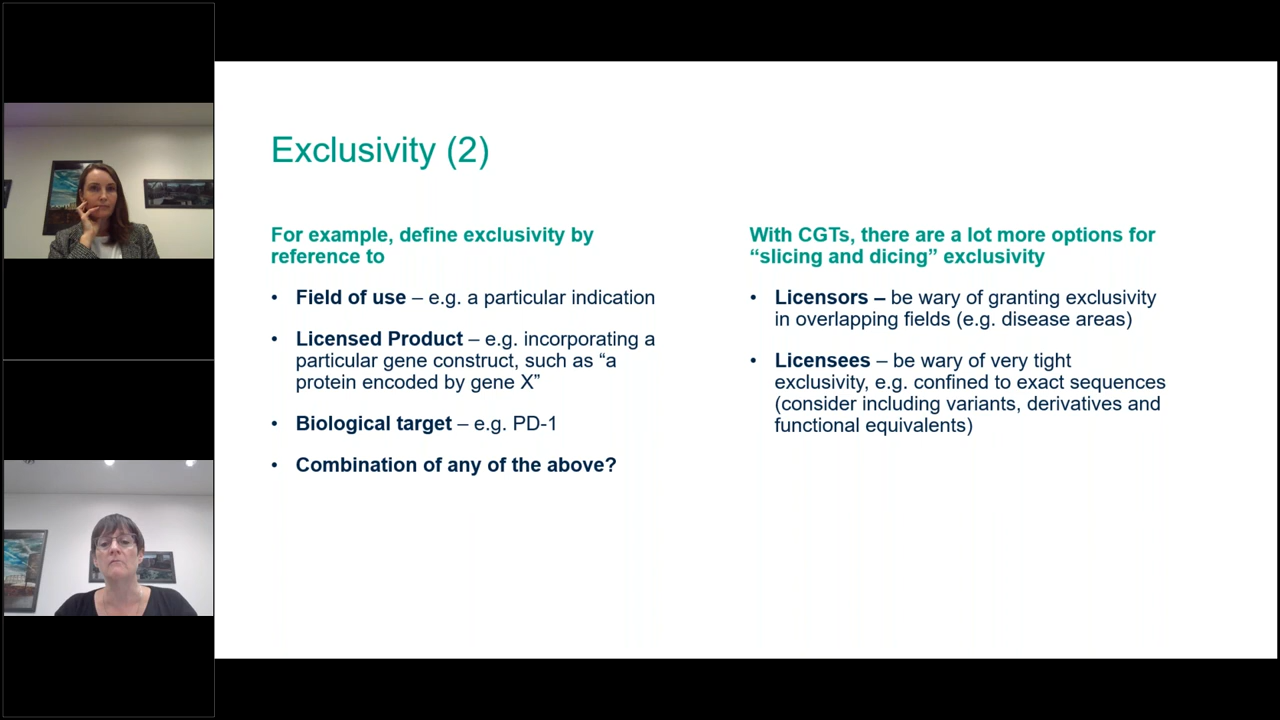 Exclusivity (2)
For example, define exclusivity by
reference to
• Field of use – e.g. a particular indication
• Licensed Product – e.g. incorporating a
particular gene construct, such as “a
protein encoded by gene X”
• Biological target – e.g. PD-1
• Combination of any of the above?
With CGTs, there are a lot more options for
“slicing and dicing” exclusivity
• Licensors – be wary of granting exclusivity
in overlapping fields (e.g. disease areas)
• Licensees – be wary of very tight
exclusivity, e.g. confined to exact sequences
(consider including variants, derivatives and
functional equivalents)